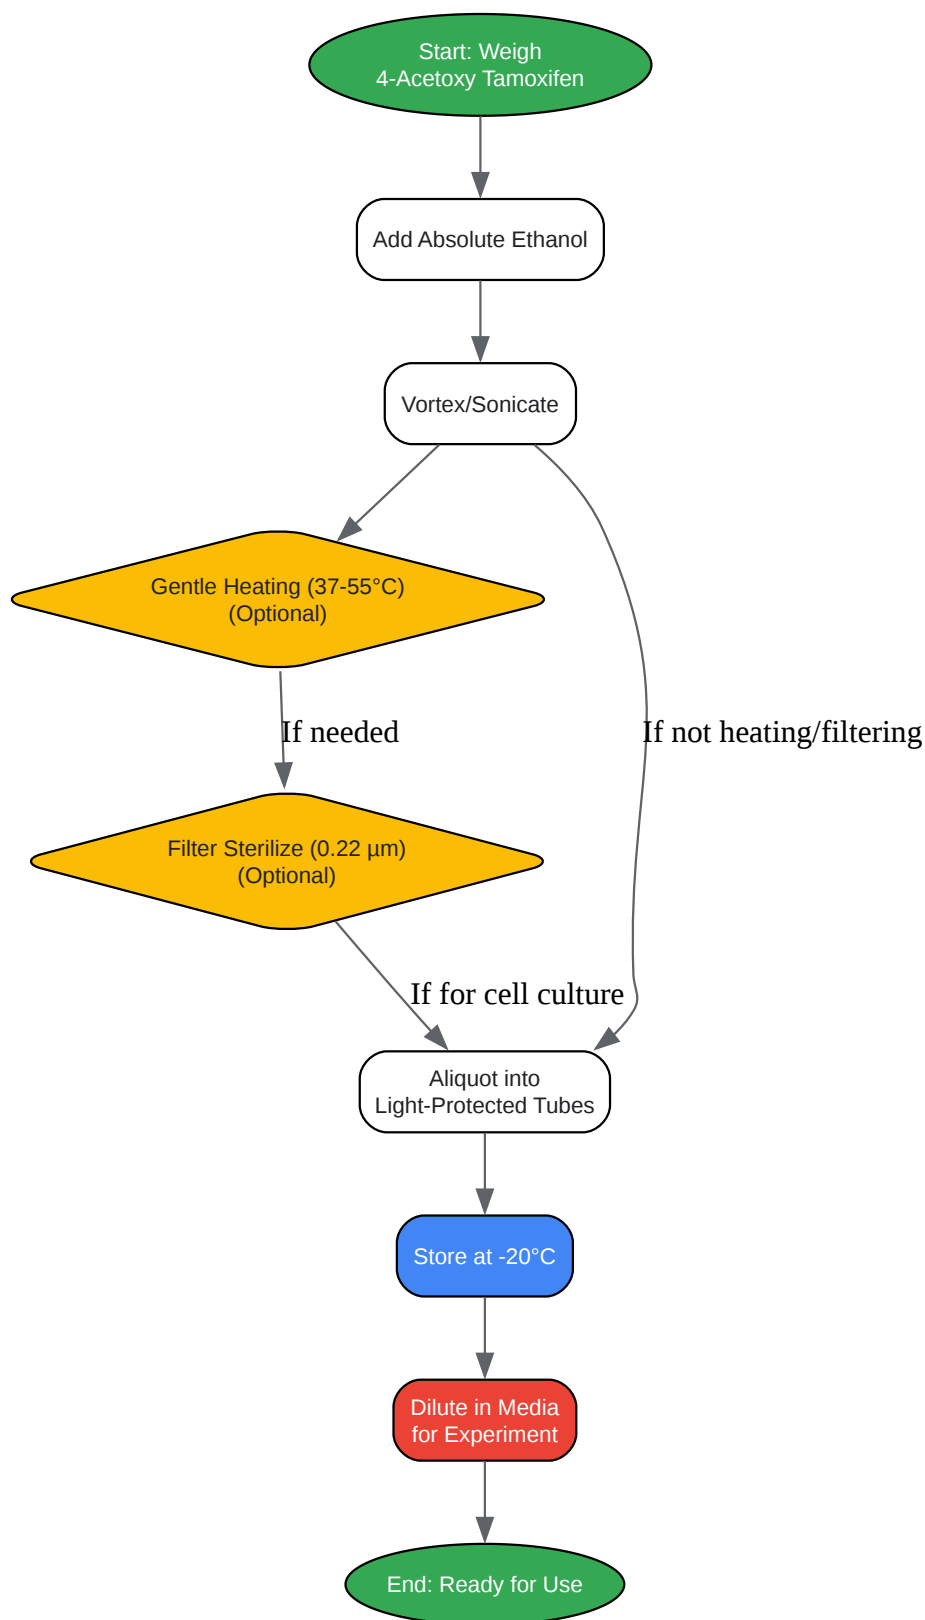 Start: Weigh
4-Acetoxy Tamoxifen
Add Absolute Ethanol
Vortex/Sonicate
Gentle Heating (37-55°C)
(Optional)
If needed
If not heating/filtering
Filter Sterilize (0.22 µm)
(Optional)
If for cell culture
Aliquot into
Light-Protected Tubes
Store at -20°C
Dilute in Media
for Experiment
End: Ready for Use